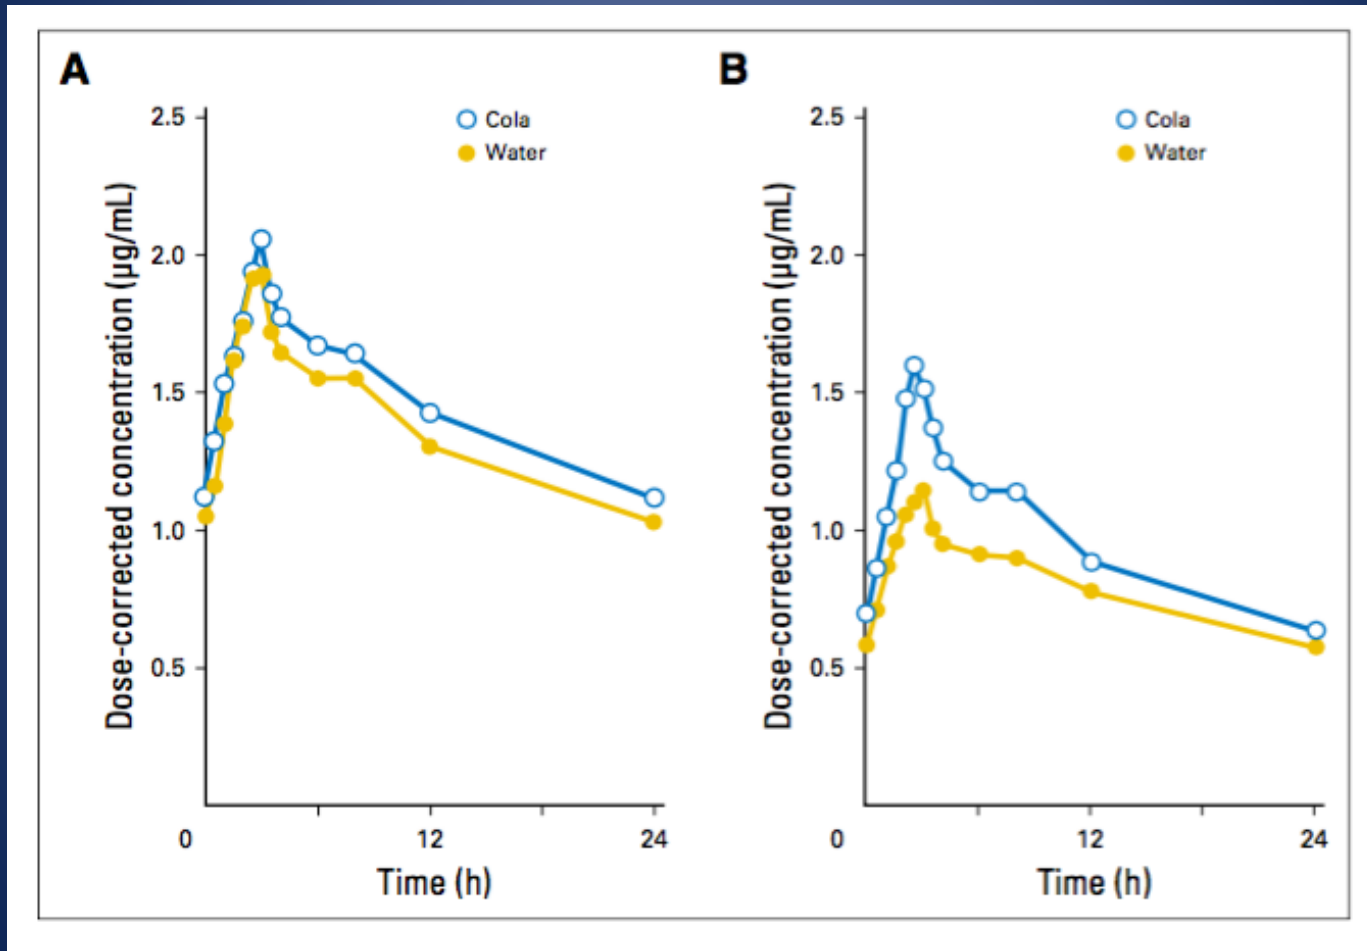 A
2.5
2.0
1.5
1.0
0.5
0
12
24
Cola
Water
Dose-corrected concentration (µg/mL)
Time (h)
B
2.5
2.0
1.5
1.0
0.5
0
12
24
Cola
Water
Dose-corrected concentration (µg/mL)
Time (h)